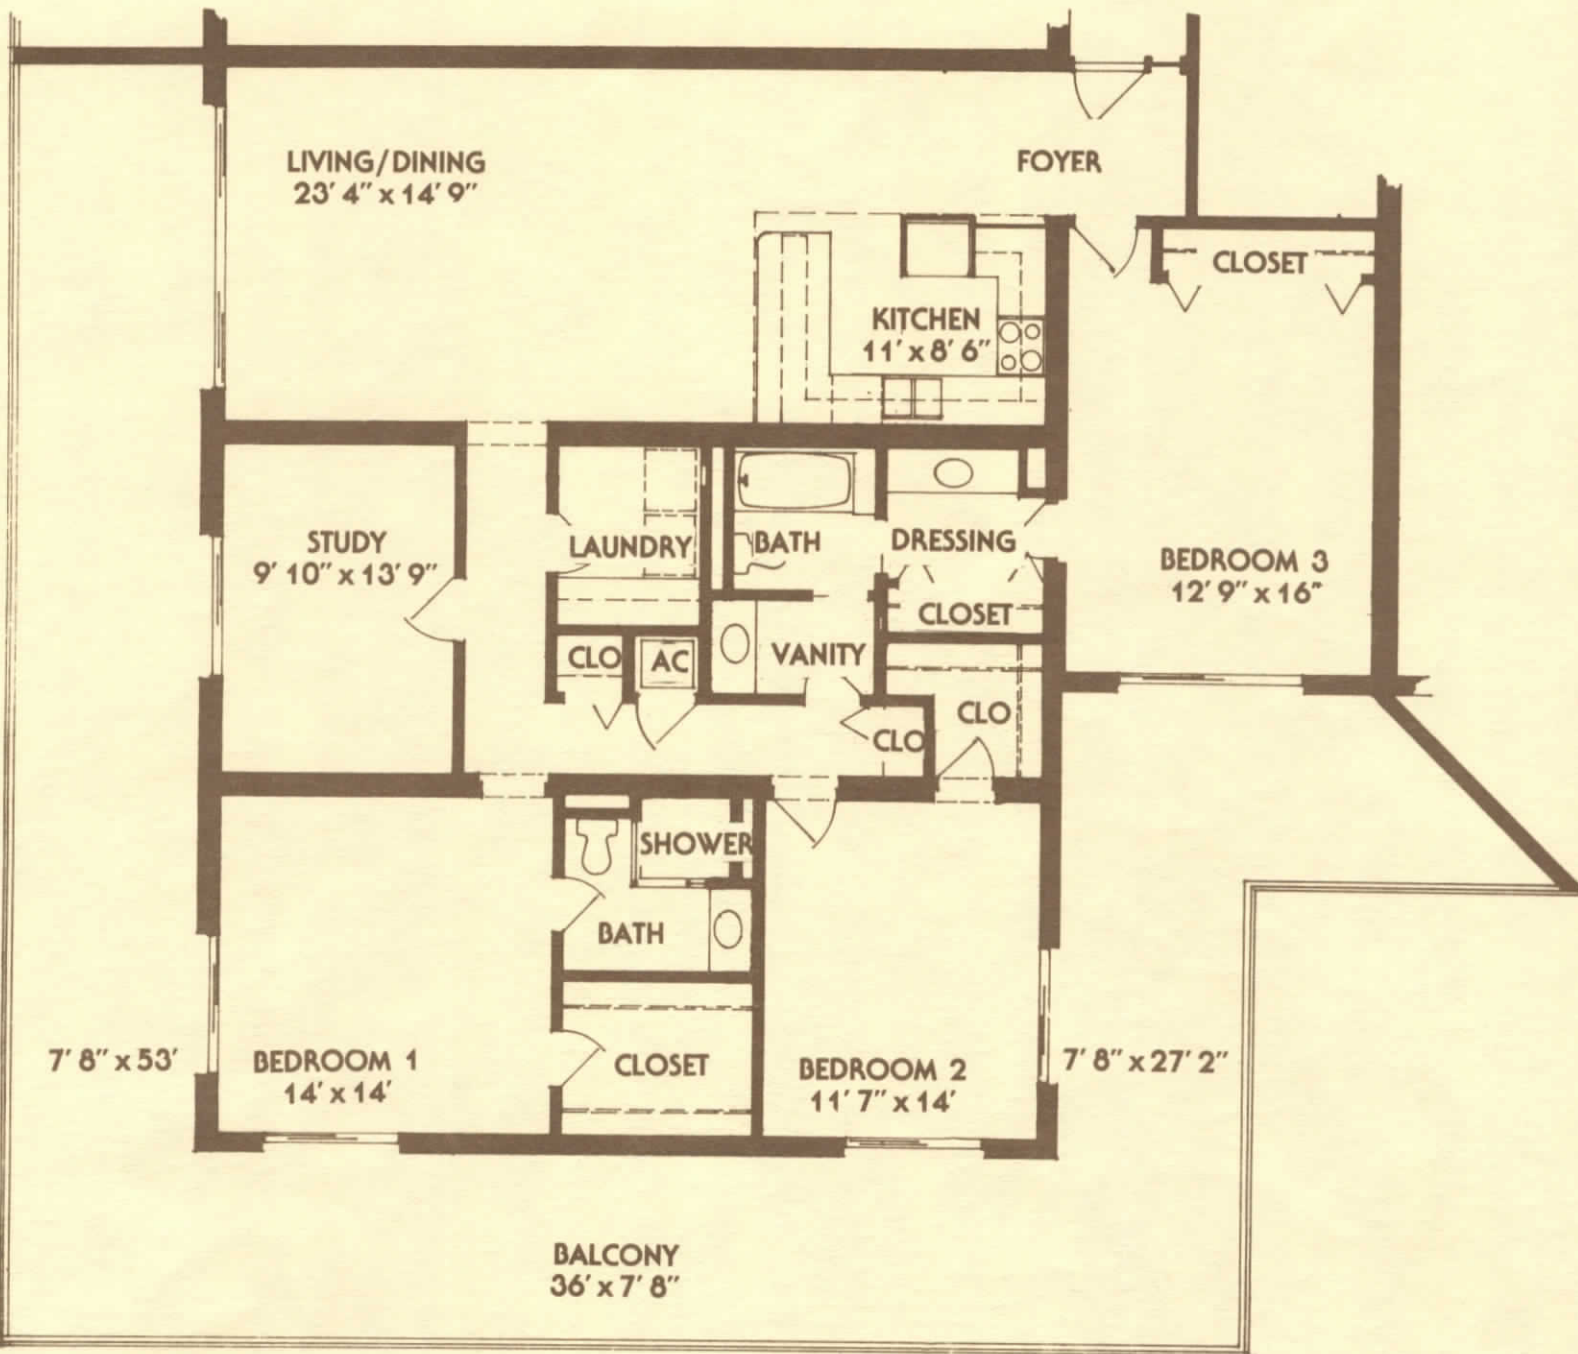 LIVING/DINING
23' 4" x 14' 9"
FOYER
CLOSET
KITCHEN
11' x 8' 6"
STUDY
9' 10" x 13' 9"
LAUNDRY
BATH
DRESSING
BEDROOM 3
12' 9" x 16"
CLOSET
CLO
AC
VANITY
CLO
CLO
SHOWER
BATH
7' 8" x 53'
BEDROOM 1
14' x 14'
CLOSET
BEDROOM 2
11' 7" x 14'
7' 8" x 27' 2"
BALCONY
36' x 7' 8"